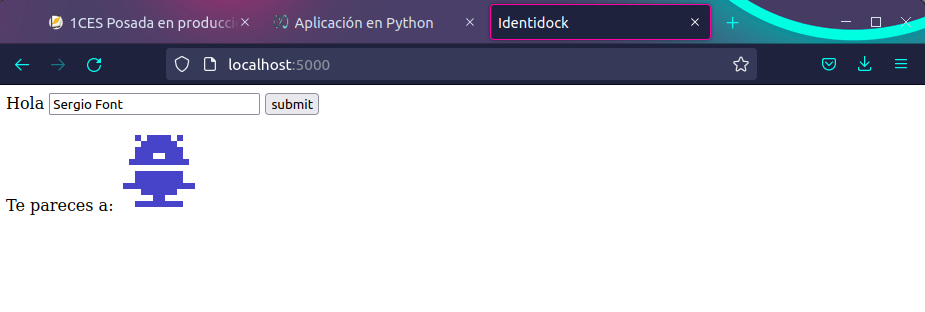 1CES Posada en producci
Aplicación en Python
Identidock
localhost:5000
Hola Sergio Font submit
Te pareces a: